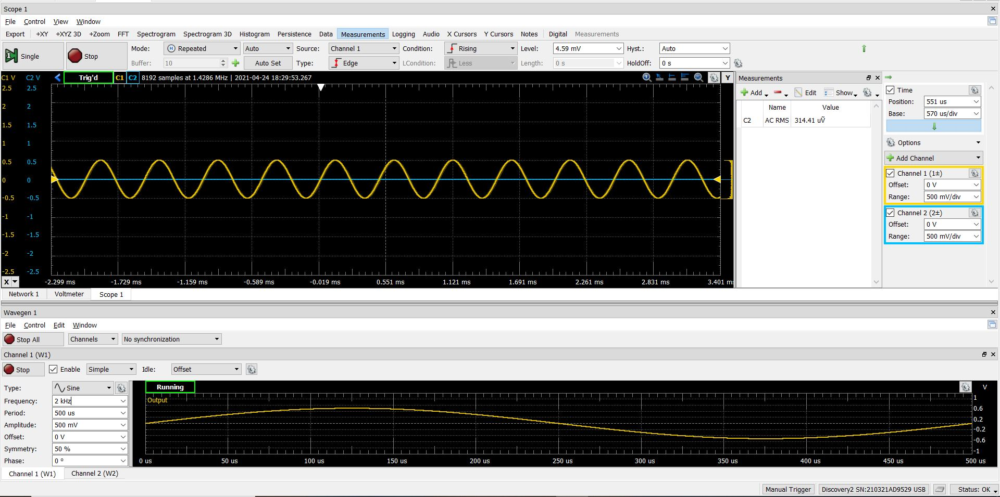 Scope 1
File Control View Window
Export +XY +XYZ 3D +Zoom FFT Spectrogram Spectrogram 3D Histogram Persistence Data Measurements Logging Audio X Cursors Y Cursors Notes Digital Measurements
1 Single Stop Mode: Repeated Auto Source: Channel 1 Condition: Rising Level: 4.59 mV Hyst.: Auto
Buffer: 10 Auto Set Type: Edge LCondition: Less Length: 0 s HoldOff: 0 s
C1 V C2 V Trig'd C1 C2 8192 samples at 1.4286 MHz | 2021-04-24 18:29:53.267 Y
2.5 2.5
2 2
1.5 1.5
1 1
0.5 0.5
0 0
-0.5 -0.5
-1 -1
-1.5 -1.5
-2 -2
-2.5 -2.5
X -2.299 ms -1.729 ms -1.159 ms -0.589 ms -0.019 ms 0.551 ms 1.121 ms 1.691 ms 2.261 ms 2.831 ms 3.401 ms
Measurements
Add Edit Show
Name Value
C2 AC RMS 314.41 uṼ
Time
Position: 551 us
Base: 570 us/div
Options
Add Channel
Channel 1 (1±)
Offset: 0 V
Range: 500 mV/div
Channel 2 (2±)
Offset: 0 V
Range: 500 mV/div
Network 1 Voltmeter Scope 1
Wavegen 1
File Control Edit Window
Stop All Channels No synchronization
Channel 1 (W1)
Stop Enable Simple Idle: Offset
Type: Sine
Frequency: 2 kHz
Period: 500 us
Amplitude: 500 mV
Offset: 0 V
Symmetry: 50 %
Phase: 0 º
Running V
Output
1
0.6
0.2
-0.2
-0.6
-1
0 us 50 us 100 us 150 us 200 us 250 us 300 us 350 us 400 us 450 us 500 us
Channel 1 (W1) Channel 2 (W2)
Manual Trigger Discovery2 SN:210321AD9529 USB Status: OK